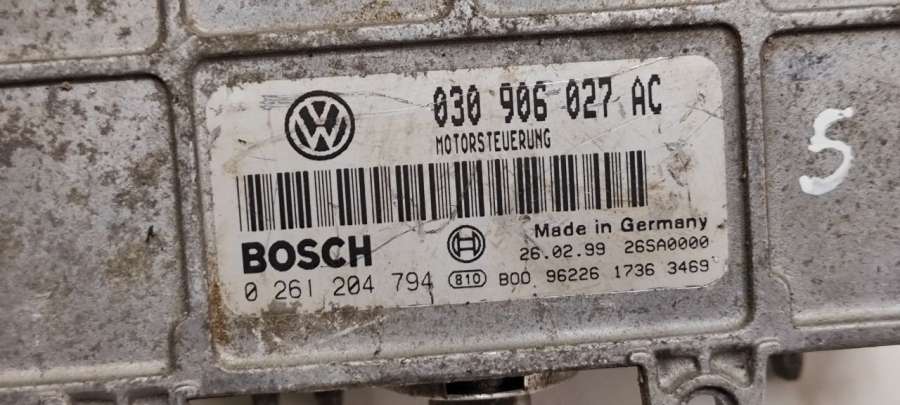 030 906 027 AC
MOTORSTEUERUNG
Made in Germany
BOSCH
26.02.99 26SA0000
0 261 204 794 810 B00 96226 1736 3469
5